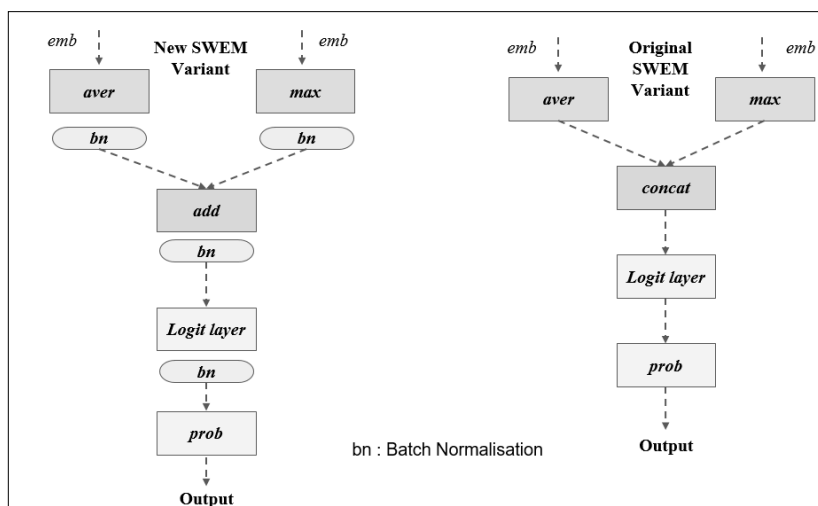 emb
New SWEM
Variant
emb
aver
max
bn
bn
add
bn
Logit layer
bn
prob
Output
emb
Original
SWEM
Variant
emb
aver
max
concat
Logit layer
prob
Output
bn : Batch Normalisation